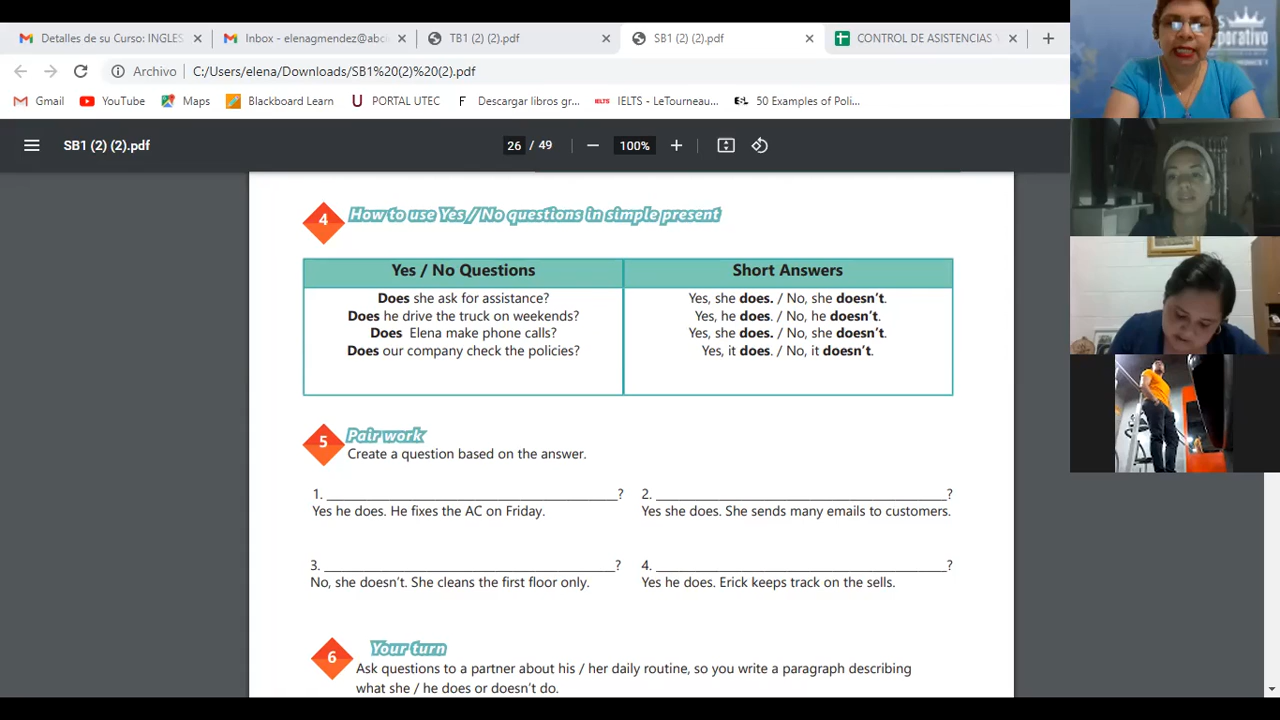 Detalles de su Curso: INGLES
Inbox - elenagmendez@abc
TB1 (2) (2).pdf
SB1 (2) (2).pdf
CONTROL DE ASISTENCIAS
Archivo
C:/Users/elena/Downloads/SB1%20(2)%20(2).pdf
Gmail
YouTube
Maps
Blackboard Learn
PORTAL UTEC
Descargar libros gr...
IELTS - LeTourneau...
50 Examples of Poli...
SB1 (2) (2).pdf
26 / 49
100%
4
How to use Yes / No questions in simple present
Yes / No Questions
Short Answers
Does she ask for assistance?
Yes, she does. / No, she doesn't.
Does he drive the truck on weekends?
Yes, he does. / No, he doesn't.
Does Elena make phone calls?
Yes, she does. / No, she doesn't.
Does our company check the policies?
Yes, it does. / No, it doesn't.
5
Pair work
Create a question based on the answer.
1. ________________________________________?
2. ________________________________________?
Yes he does. He fixes the AC on Friday.
Yes she does. She sends many emails to customers.
3. ________________________________________?
4. ________________________________________?
No, she doesn't. She cleans the first floor only.
Yes he does. Erick keeps track on the sells.
6
Your turn
Ask questions to a partner about his / her daily routine, so you write a paragraph describing
what she / he does or doesn't do.